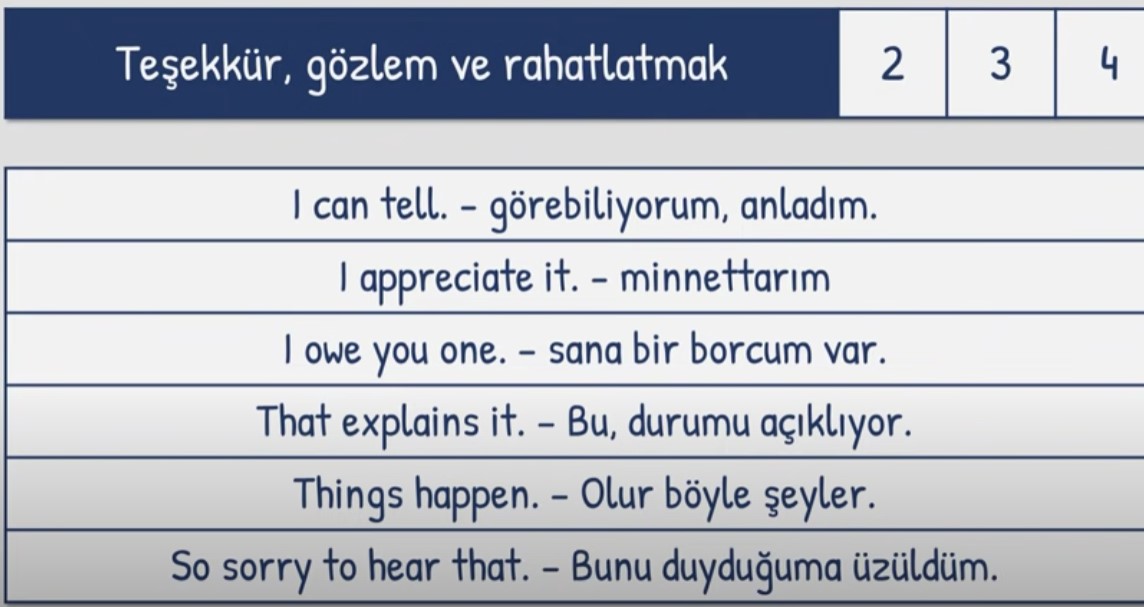 Teşekkür, gözlem ve rahatlatmak 2 3 4
I can tell. – görebiliyorum, anladım.
I appreciate it. – minnettarım
I owe you one. – sana bir borcum var.
That explains it. – Bu, durumu açıklıyor.
Things happen. – Olur böyle şeyler.
So sorry to hear that. – Bunu duyduğuma üzüldüm.